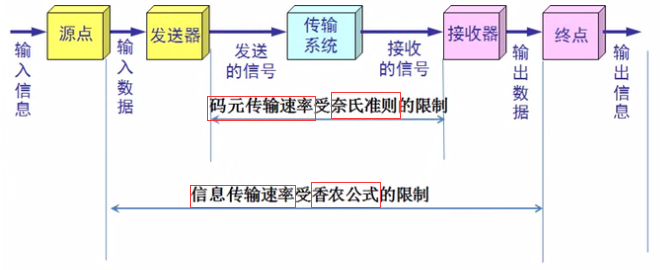 源点
发送器
传输
系统
接收器
终点
输入信息
输入数据
发送
的信号
接收
的信号
输出数据
输出信息
码元传输速率受奈氏准则的限制
信息传输速率受香农公式的限制